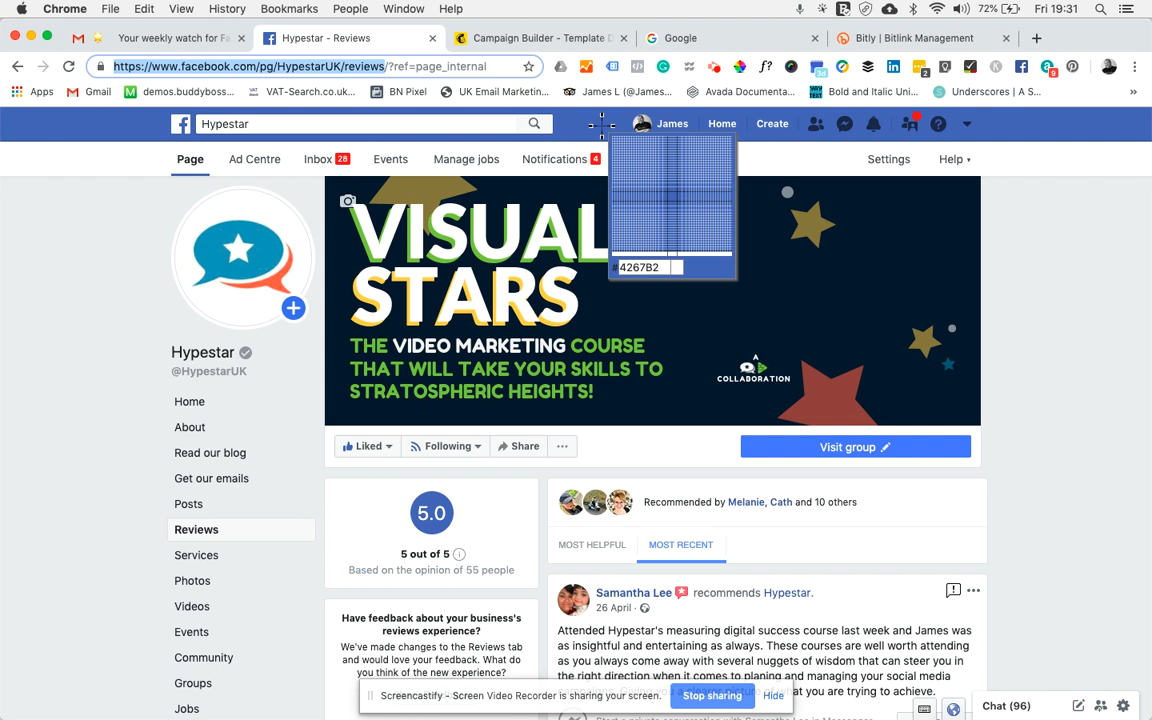 Chrome File Edit View History Bookmarks People Window Help 72% Fri 19:31
Your weekly watch for Fa Hypestar - Reviews Campaign Builder - Template D Google Bitly | Bitlink Management
https://www.facebook.com/pg/HypestarUK/reviews/?ref=page_internal
Apps Gmail demos.buddyboss... VAT-Search.co.uk... BN Pixel UK Email Marketin... James L (@James... Avada Documenta... Bold and Italic Uni... Underscores | A S...
Hypestar James Home Create
Page Ad Centre Inbox 28 Events Manage jobs Notifications 4 Settings Help
VISUAL
STARS
#4267B2
THE VIDEO MARKETING COURSE
THAT WILL TAKE YOUR SKILLS TO
STRATOSPHERIC HEIGHTS!
A
COLLABORATION
Hypestar
@HypestarUK
Home
About
Read our blog
Get our emails
Posts
Reviews
Services
Photos
Videos
Events
Community
Groups
Jobs
Liked Following Share ... Visit group
5.0
5 out of 5
Based on the opinion of 55 people
Have feedback about your business's
reviews experience?
We've made changes to the Reviews tab
and would love your feedback. What do
you think of the new experience?
Recommended by Melanie, Cath and 10 others
MOST HELPFUL MOST RECENT
Samantha Lee recommends Hypestar.
26 April
Attended Hypestar's measuring digital success course last week and James was
as insightful and entertaining as always. These courses are well worth attending
as you always come away with several nuggets of wisdom that can steer you in
the right direction when it comes to planing and managing your social media
at you are trying to achieve.
Screencastify - Screen Video Recorder is sharing your screen. Stop sharing Hide
Chat (96)